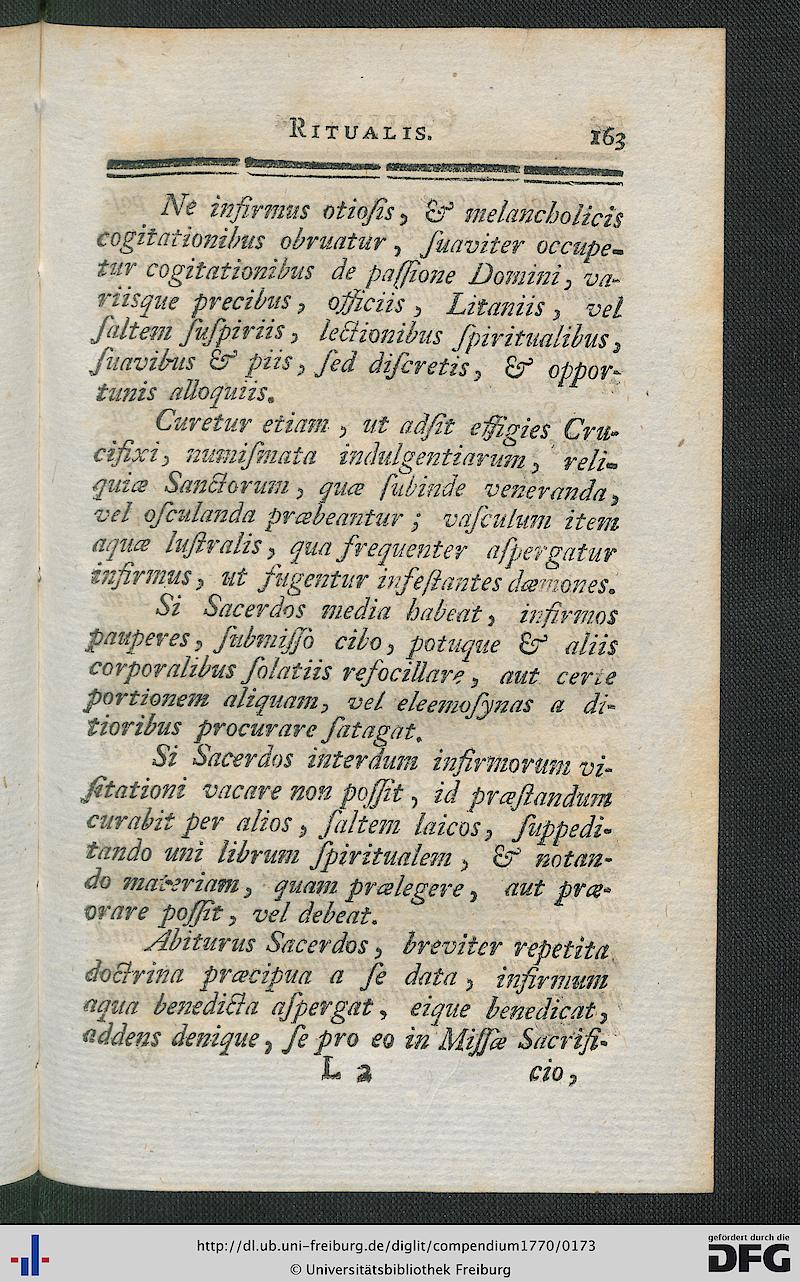 RITUALIS. 163
Ne infirmus otioſis, & melancholicis
cogitationibus obruatur, ſuaviter occupe-
tur cogitationibus de paſſione Domini, va-
riisque precibus, officiis, Litaniis, vel
ſaltem ſuſpiriis, lectionibus ſpiritualibus,
ſuavibus & piis, ſed diſcretis, & oppor-
tunis alloquiis.
Curetur etiam, ut adſit effigies Cru-
cifixi, numiſmata indulgentiarum, reli-
quiæ Sanctorum, quæ ſubinde veneranda,
vel oſculanda præbeantur; vaſculum item
aquæ luſtralis, qua frequenter aſpergatur
infirmus, ut fugentur infeſtantes dæmones.
Si Sacerdos media habeat, infirmos
pauperes, ſubmiſſo cibo, potuque & aliis
corporalibus ſolatiis refocillare, aut certe
portionem aliquam, vel eleemoſynas a di-
tioribus procurare ſatagat.
Si Sacerdos interdum infirmorum vi-
ſitationi vacare non poſſit, id præſtandum
curabit per alios, ſaltem laicos, ſuppedi-
tando uni librum ſpiritualem, & notan-
do materiam, quam prælegere, aut præ-
orare poſſit, vel debeat.
Abiturus Sacerdos, breviter repetita
doctrina præcipua a ſe data, infirmum
aqua benedicta aſpergat, eique benedicat,
addens denique, ſe pro eo in Miſſæ Sacrifi-
L 2 cio,
http://dl.ub.uni-freiburg.de/diglit/compendium1770/0173
© Universitätsbibliothek Freiburg
gefördert durch die
DFG